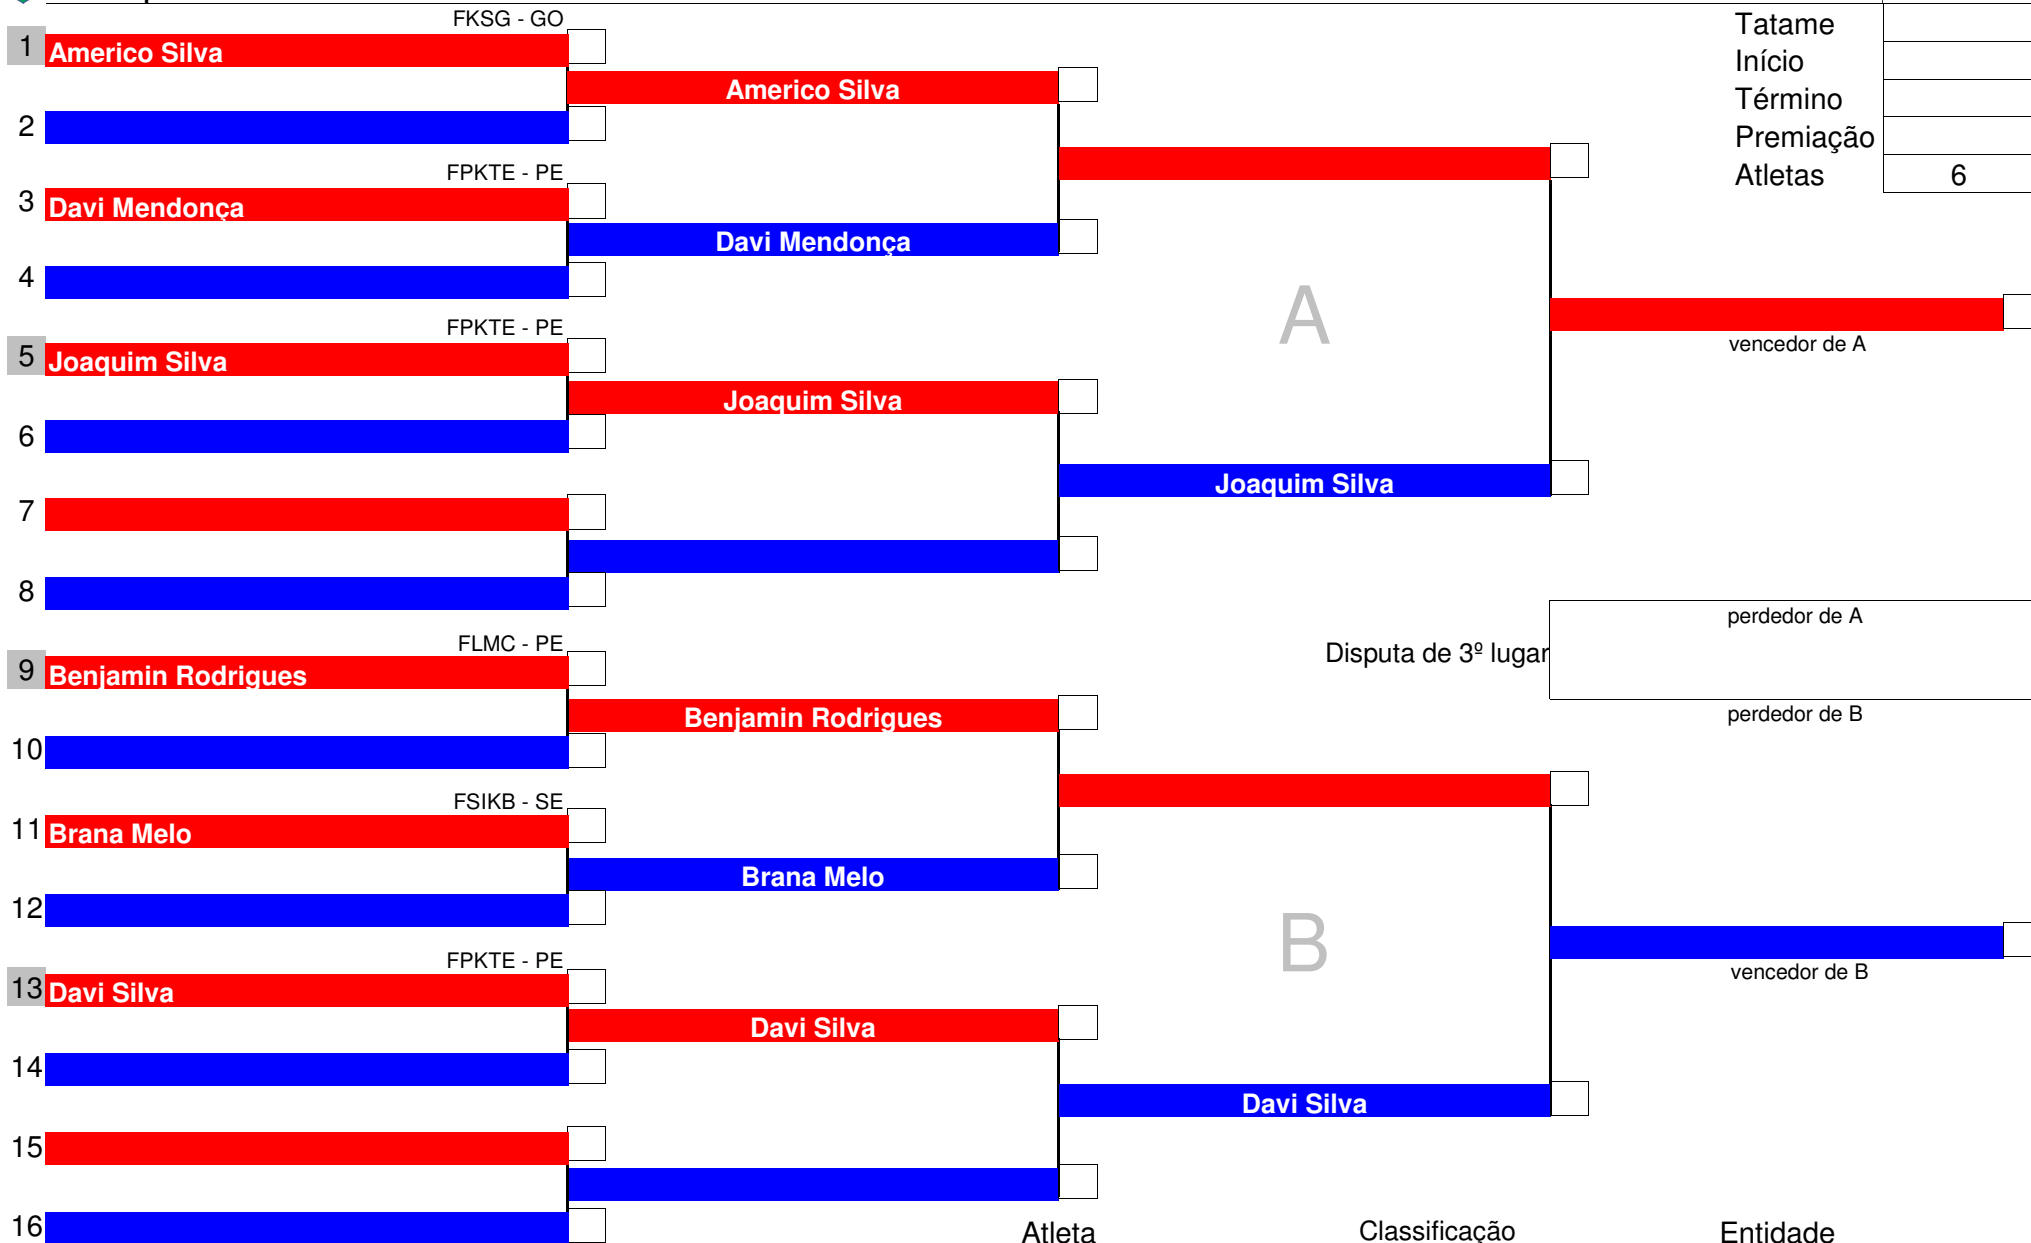 FKSG - GO
Tatame
1 Americo Silva
Início
Americo Silva
Término
2
Premiação
FPKTE - PE
Atletas 6
3 Davi Mendonça
Davi Mendonça
4
A
FPKTE - PE
vencedor de A
5 Joaquim Silva
Joaquim Silva
6
Joaquim Silva
7
8
perdedor de A
FLMC - PE
Disputa de 3º lugar
9 Benjamin Rodrigues
Benjamin Rodrigues
perdedor de B
10
FSIKB - SE
11 Brana Melo
Brana Melo
12
B
FPKTE - PE
vencedor de B
13 Davi Silva
Davi Silva
14
Davi Silva
15
16
Atleta Classificação Entidade